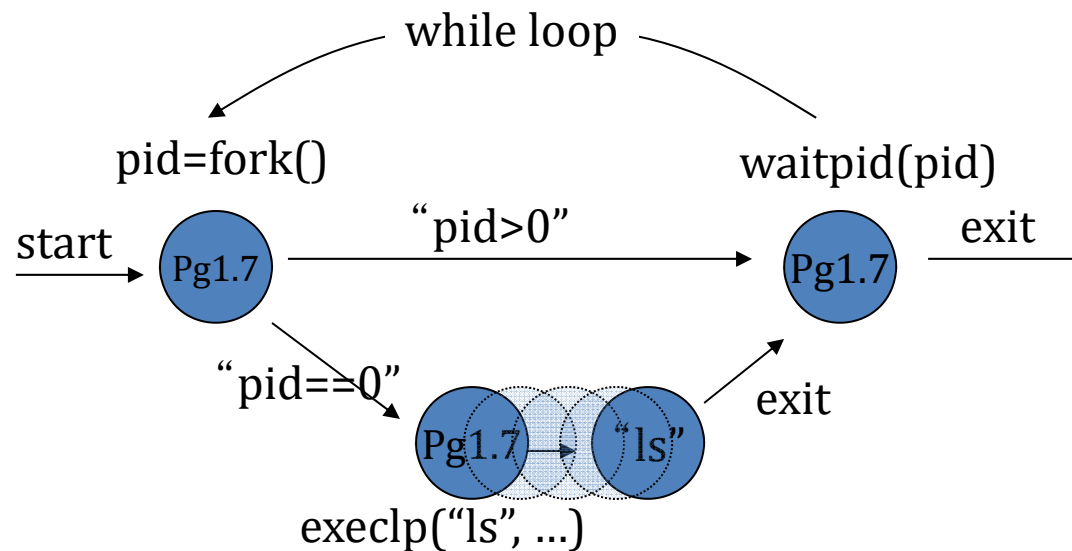 while loop
pid=fork()
waitpid(pid)
start
“pid>0”
exit
Pg1.7
Pg1.7
“pid==0”
exit
Pg1.7
“ls”
execlp(“ls”, …)